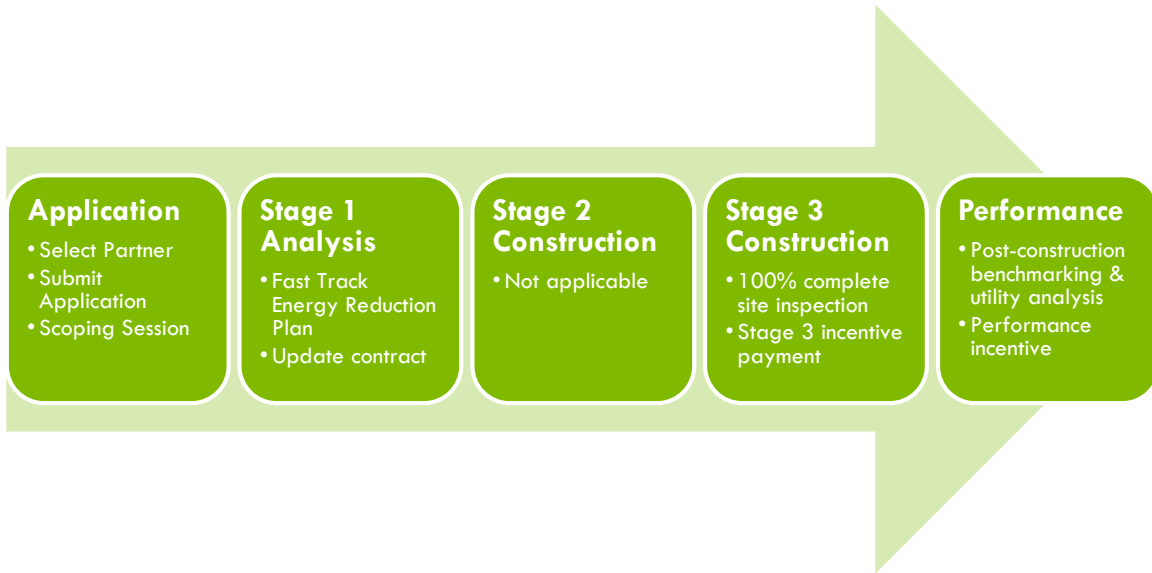 Application
• Select Partner
• Submit
Application
• Scoping Session
Stage 1
Analysis
• Fast Track
Energy Reduction
Plan
• Update contract
Stage 2
Construction
• Not applicable
Stage 3
Construction
• 100% complete
site inspection
• Stage 3 incentive
payment
Performance
• Post-construction
benchmarking &
utility analysis
• Performance
incentive